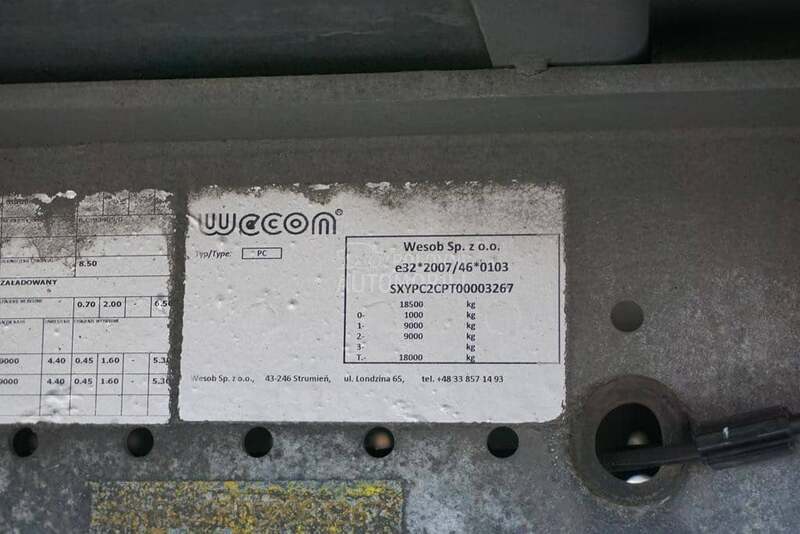 wecon®
Typ/Type: PC
Wesob Sp. z o.o.
e32*2007/46*0103
SXYPC2CPT00003267
18500 kg
0- 1000 kg
1- 9000 kg
2- 9000 kg
3- kg
T.- 18000 kg
Wesob Sp. z o.o., 43-246 Strumień, ul. Londzina 65, tel. +48 33 857 14 93
8.50
ZAŁADOWANY
0.70 2.00 -
9000 4.40 0.45 1.60 -
9000 4.40 0.45 1.60 -